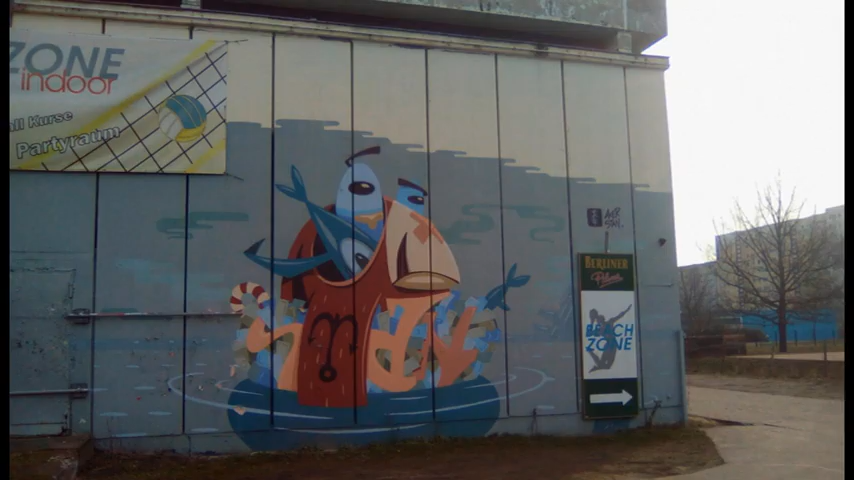 ZONE
indoor
all Kurse
Partyraum
BERLINER
Pilsner
BEACH
ZONE